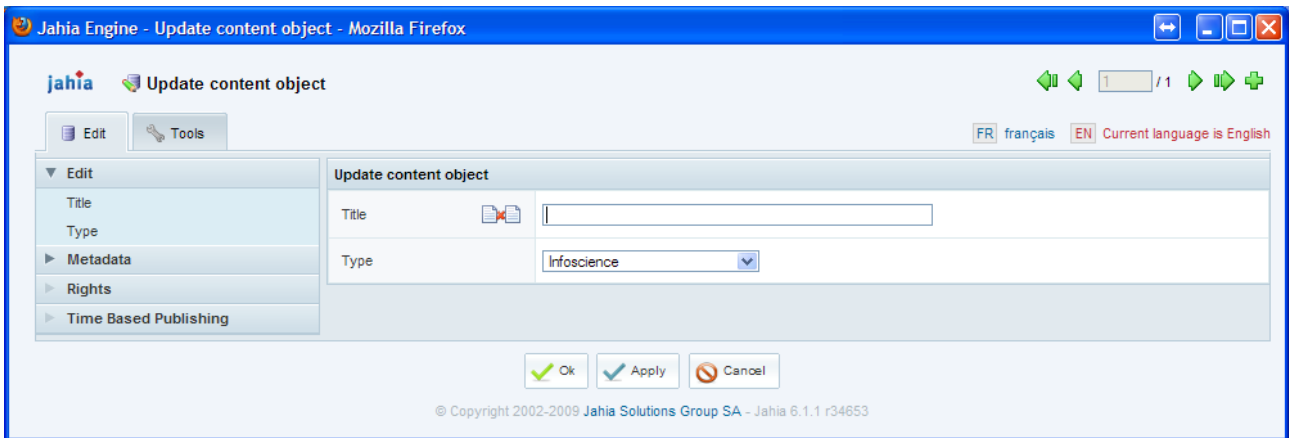 Jahia Engine - Update content object - Mozilla Firefox
jahia Update content object 1 / 1
Edit Tools FR français EN Current language is English
Edit
Title
Type
Metadata
Rights
Time Based Publishing
Update content object
Title
Type Infoscience
Ok Apply Cancel
© Copyright 2002-2009 Jahia Solutions Group SA - Jahia 6.1.1 r34653